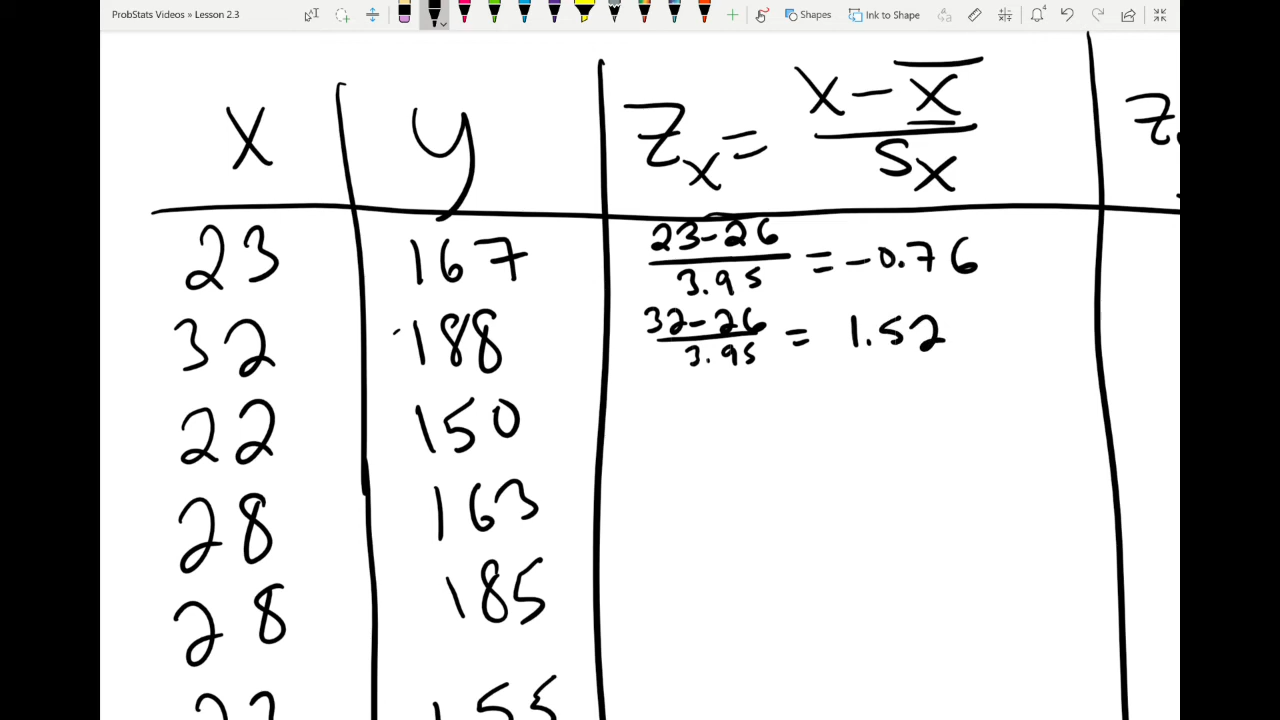 ProbStats Videos » Lesson 2.3
Shapes
Ink to Shape
x y Zx = (x - x̅)/Sx Z
23 167 (23-26)/3.95 = -0.76
32 188 (32-26)/3.95 = 1.52
22 150
28 163
28 185
155